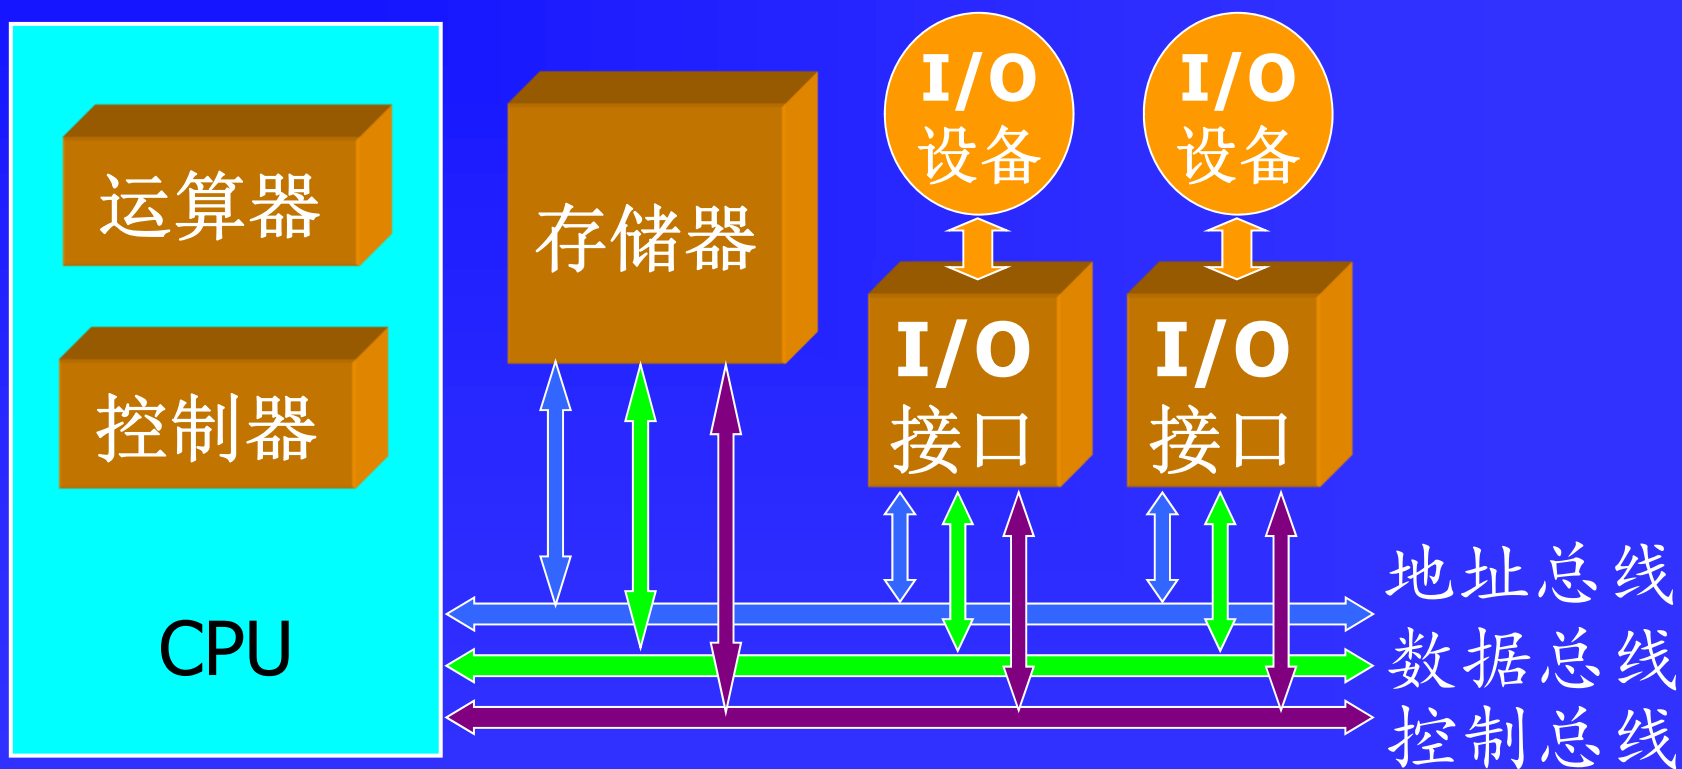 运算器
控制器
CPU
存储器
I/O
设备
I/O
设备
I/O
接口
I/O
接口
地址总线
数据总线
控制总线